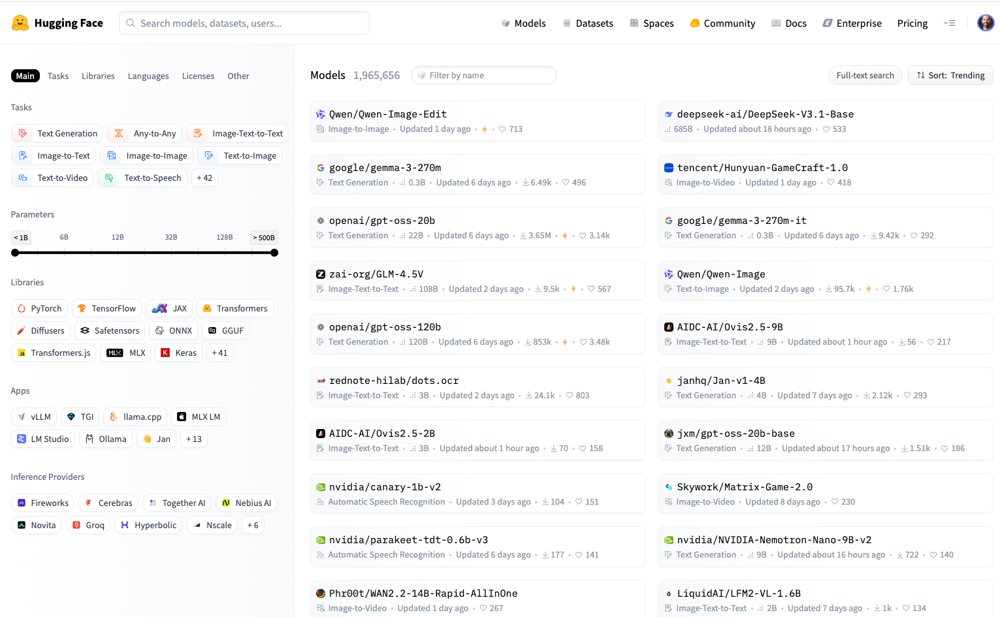 Hugging Face
Search models, datasets, users...
Models
Datasets
Spaces
Community
Docs
Enterprise
Pricing
Main
Tasks
Libraries
Languages
Licenses
Other
Tasks
Text Generation
Any-to-Any
Image-Text-to-Text
Image-to-Text
Image-to-Image
Text-to-Image
Text-to-Video
Text-to-Speech
+ 42
Parameters
< 1B
6B
12B
32B
128B
> 500B
Libraries
PyTorch
TensorFlow
JAX
Transformers
Diffusers
Safetensors
ONNX
GGUF
Transformers.js
MLX
Keras
+ 41
Apps
vLLM
TGI
llama.cpp
MLX LM
LM Studio
Ollama
Jan
+ 13
Inference Providers
Fireworks
Cerebras
Together AI
Nebius AI
Novita
Groq
Hyperbolic
Nscale
+ 6
Models 1,965,656
Filter by name
Full-text search
Sort: Trending
Qwen/Qwen-Image-Edit
Image-to-Image • Updated 1 day ago • • 713
deepseek-ai/DeepSeek-V3.1-Base
685B • Updated about 18 hours ago • 533
google/gemma-3-270m
Text Generation • 0.3B • Updated 6 days ago • 6.49k • 496
tencent/Hunyuan-GameCraft-1.0
Image-to-Video • Updated 1 day ago • 418
openai/gpt-oss-20b
Text Generation • 22B • Updated 6 days ago • 3.65M • • 3.14k
google/gemma-3-270m-it
Text Generation • 0.3B • Updated 6 days ago • 9.42k • 292
zai-org/GLM-4.5V
Image-Text-to-Text • 108B • Updated 2 days ago • 9.5k • • 567
Qwen/Qwen-Image
Text-to-Image • Updated 2 days ago • 95.7k • • 1.76k
openai/gpt-oss-120b
Text Generation • 120B • Updated 6 days ago • 853k • • 3.48k
AIDC-AI/Ovis2.5-9B
Image-Text-to-Text • 9B • Updated about 1 hour ago • 56 • 217
rednote-hilab/dots.ocr
Image-Text-to-Text • 3B • Updated 2 days ago • 24.1k • 803
janhq/Jan-v1-4B
Text Generation • 4B • Updated 7 days ago • 2.12k • 293
AIDC-AI/Ovis2.5-2B
Image-Text-to-Text • 3B • Updated about 1 hour ago • 70 • 158
jxm/gpt-oss-20b-base
Text Generation • 12B • Updated about 17 hours ago • 1.51k • 186
nvidia/canary-1b-v2
Automatic Speech Recognition • Updated 3 days ago • 104 • 151
Skywork/Matrix-Game-2.0
Image-to-Video • Updated 8 days ago • 230
nvidia/parakeet-tdt-0.6b-v3
Automatic Speech Recognition • Updated 6 days ago • 177 • 141
nvidia/NVIDIA-Nemotron-Nano-9B-v2
Text Generation • 9B • Updated about 16 hours ago • 722 • 140
Phr00t/WAN2.2-14B-Rapid-AllInOne
Image-to-Video • Updated 1 day ago • 267
LiquidAI/LFM2-VL-1.6B
Image-Text-to-Text • 2B • Updated 7 days ago • 1k • 134